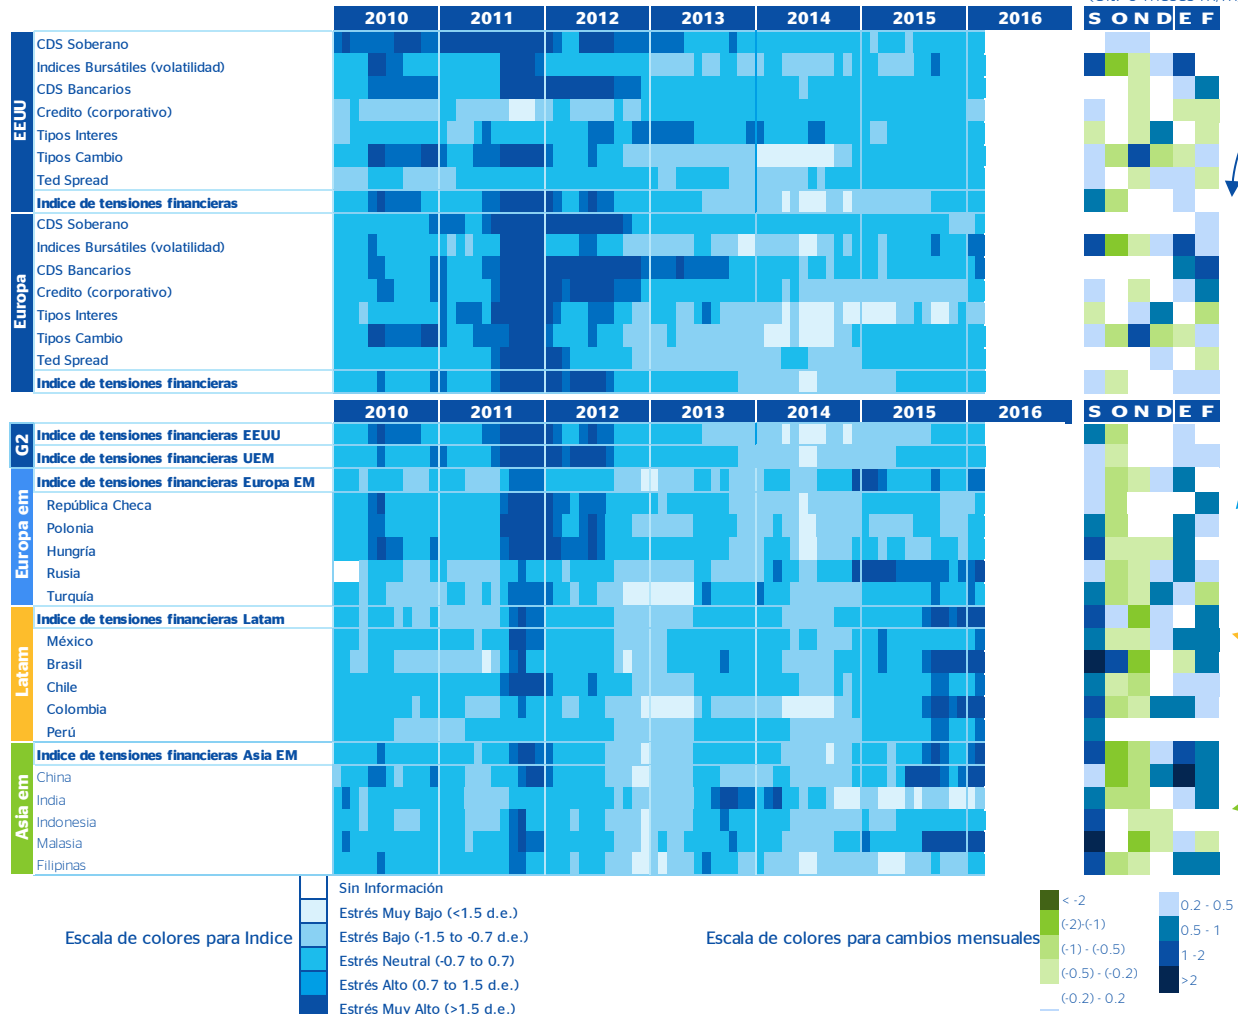 2010 2011 2012 2013 2014 2015 2016 S O N D E F
EEUU
CDS Soberano
Indices Bursátiles (volatilidad)
CDS Bancarios
Credito (corporativo)
Tipos Interes
Tipos Cambio
Ted Spread
Indice de tensiones financieras
Europa
CDS Soberano
Indices Bursátiles (volatilidad)
CDS Bancarios
Credito (corporativo)
Tipos Interes
Tipos Cambio
Ted Spread
Indice de tensiones financieras
2010 2011 2012 2013 2014 2015 2016 S O N D E F
G2
Indice de tensiones financieras EEUU
Indice de tensiones financieras UEM
Europa em
Indice de tensiones financieras Europa EM
República Checa
Polonia
Hungría
Rusia
Turquía
Latam
Indice de tensiones financieras Latam
México
Brasil
Chile
Colombia
Perú
Asia em
Indice de tensiones financieras Asia EM
China
India
Indonesia
Malasia
Filipinas
Escala de colores para Indice
Sin Información
Estrés Muy Bajo (<1.5 d.e.)
Estrés Bajo (-1.5 to -0.7 d.e.)
Estrés Neutral (-0.7 to 0.7)
Estrés Alto (0.7 to 1.5 d.e.)
Estrés Muy Alto (>1.5 d.e.)
Escala de colores para cambios mensuales
< -2
(-2)-(-1)
(-1) - (-0.5)
(-0.5) - (-0.2)
(-0.2) - 0.2
0.2 - 0.5
0.5 - 1
1 -2
>2